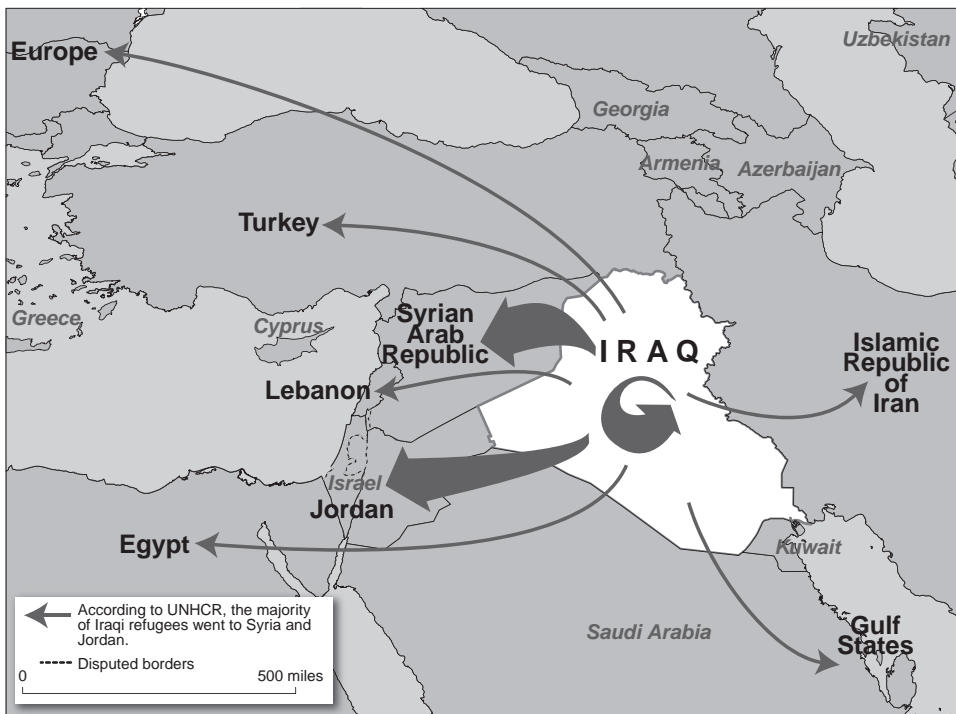 Europe
Uzbekistan
Georgia
Armenia
Azerbaijan
Turkey
Greece
Cyprus
Syrian
Arab
Republic
IRAQ
Islamic
Republic
of
Iran
Lebanon
Israel
Jordan
Egypt
Kuwait
Saudi Arabia
Gulf
States
According to UNHCR, the majority
of Iraqi refugees went to Syria and
Jordan.
Disputed borders
0 500 miles